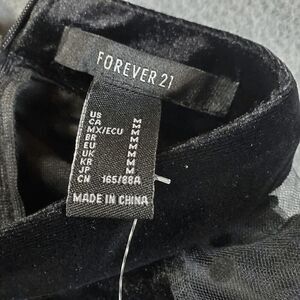 FOREVER 21
US M
CA M
MX/ECU M
BR M
EU M
UK M
KR M
JP M
CN 165/88A
MADE IN CHINA